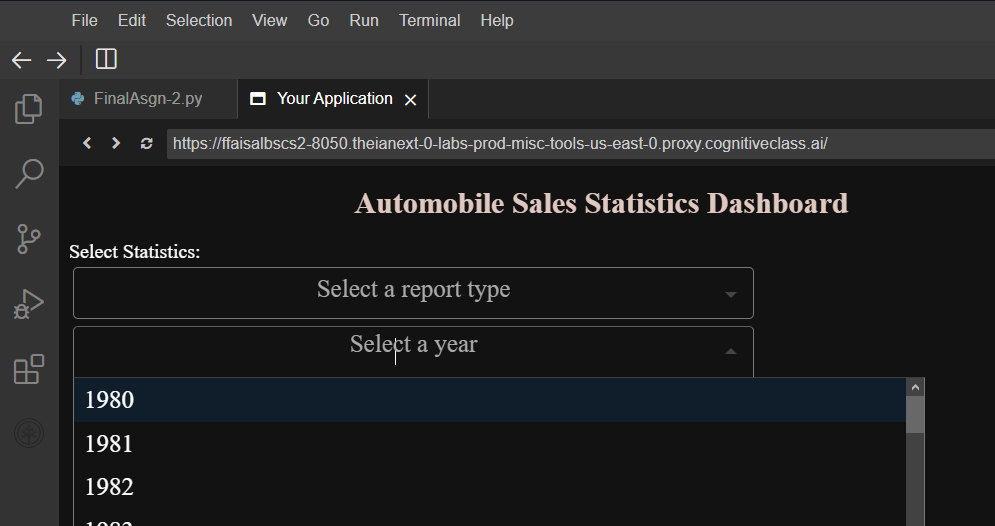 File Edit Selection View Go Run Terminal Help
FinalAsgn-2.py Your Application
https://ffaisalbscs2-8050.theianext-0-labs-prod-misc-tools-us-east-0.proxy.cognitiveclass.ai/
Automobile Sales Statistics Dashboard
Select Statistics:
Select a report type
Select a year
1980
1981
1982